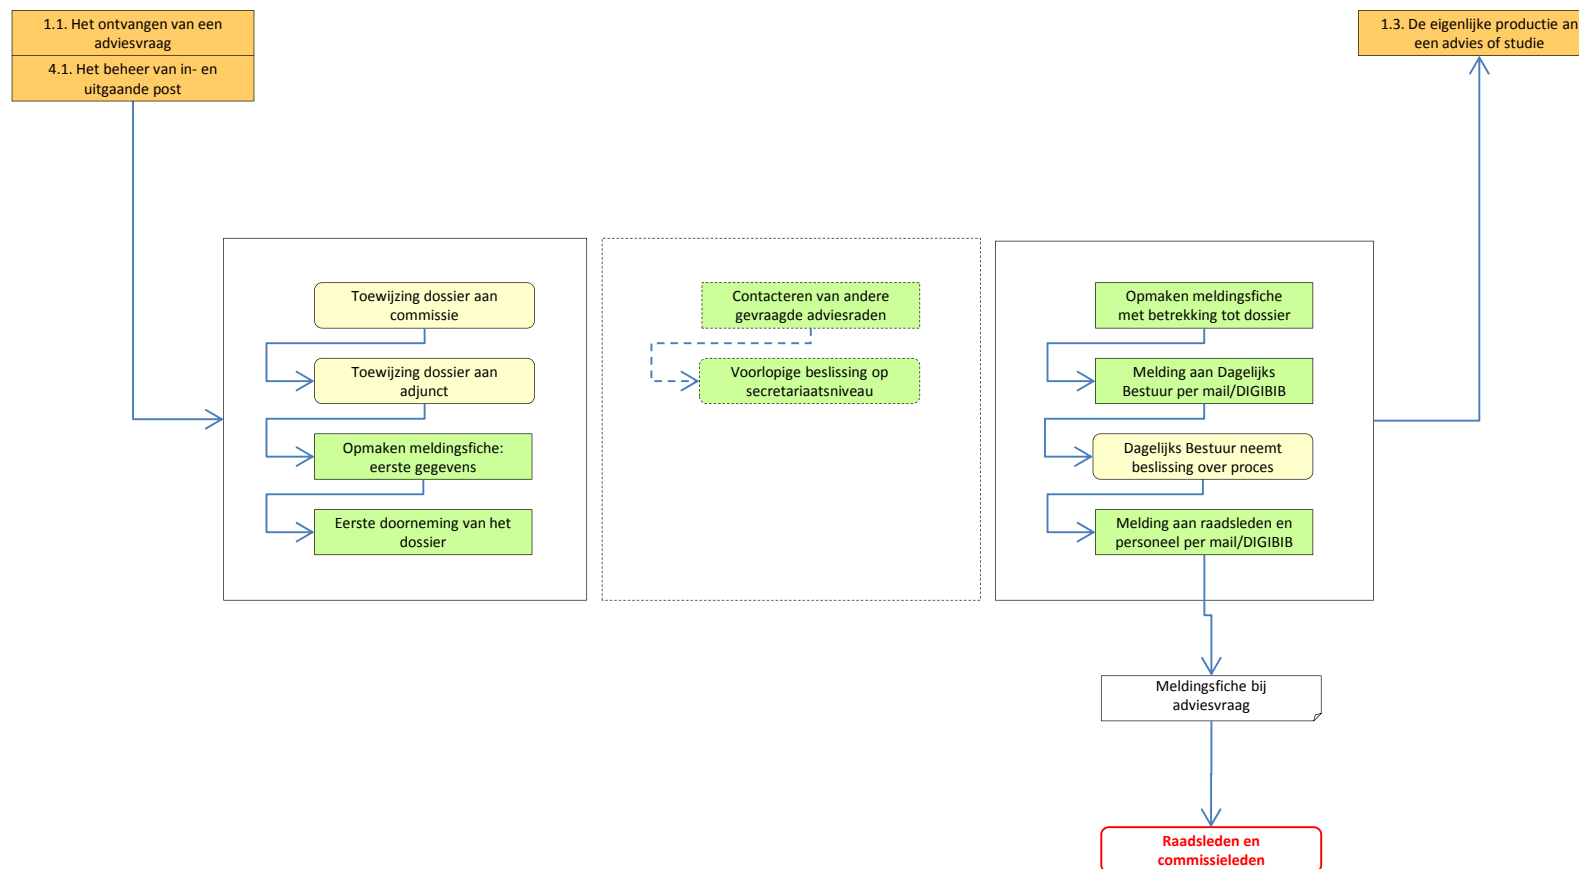 1.1. Het ontvangen van een
adviesvraag
4.1. Het beheer van in- en
uitgaande post
1.3. De eigenlijke productie an
een advies of studie
Toewijzing dossier aan
commissie
Toewijzing dossier aan
adjunct
Opmaken meldingsfiche:
eerste gegevens
Eerste doorneming van het
dossier
Contacteren van andere
gevraagde adviesraden
Voorlopige beslissing op
secretariaatsniveau
Opmaken meldingsfiche
met betrekking tot dossier
Melding aan Dagelijks
Bestuur per mail/DIGIBIB
Dagelijks Bestuur neemt
beslissing over proces
Melding aan raadsleden en
personeel per mail/DIGIBIB
Meldingsfiche bij
adviesvraag
Raadsleden en
commissieleden